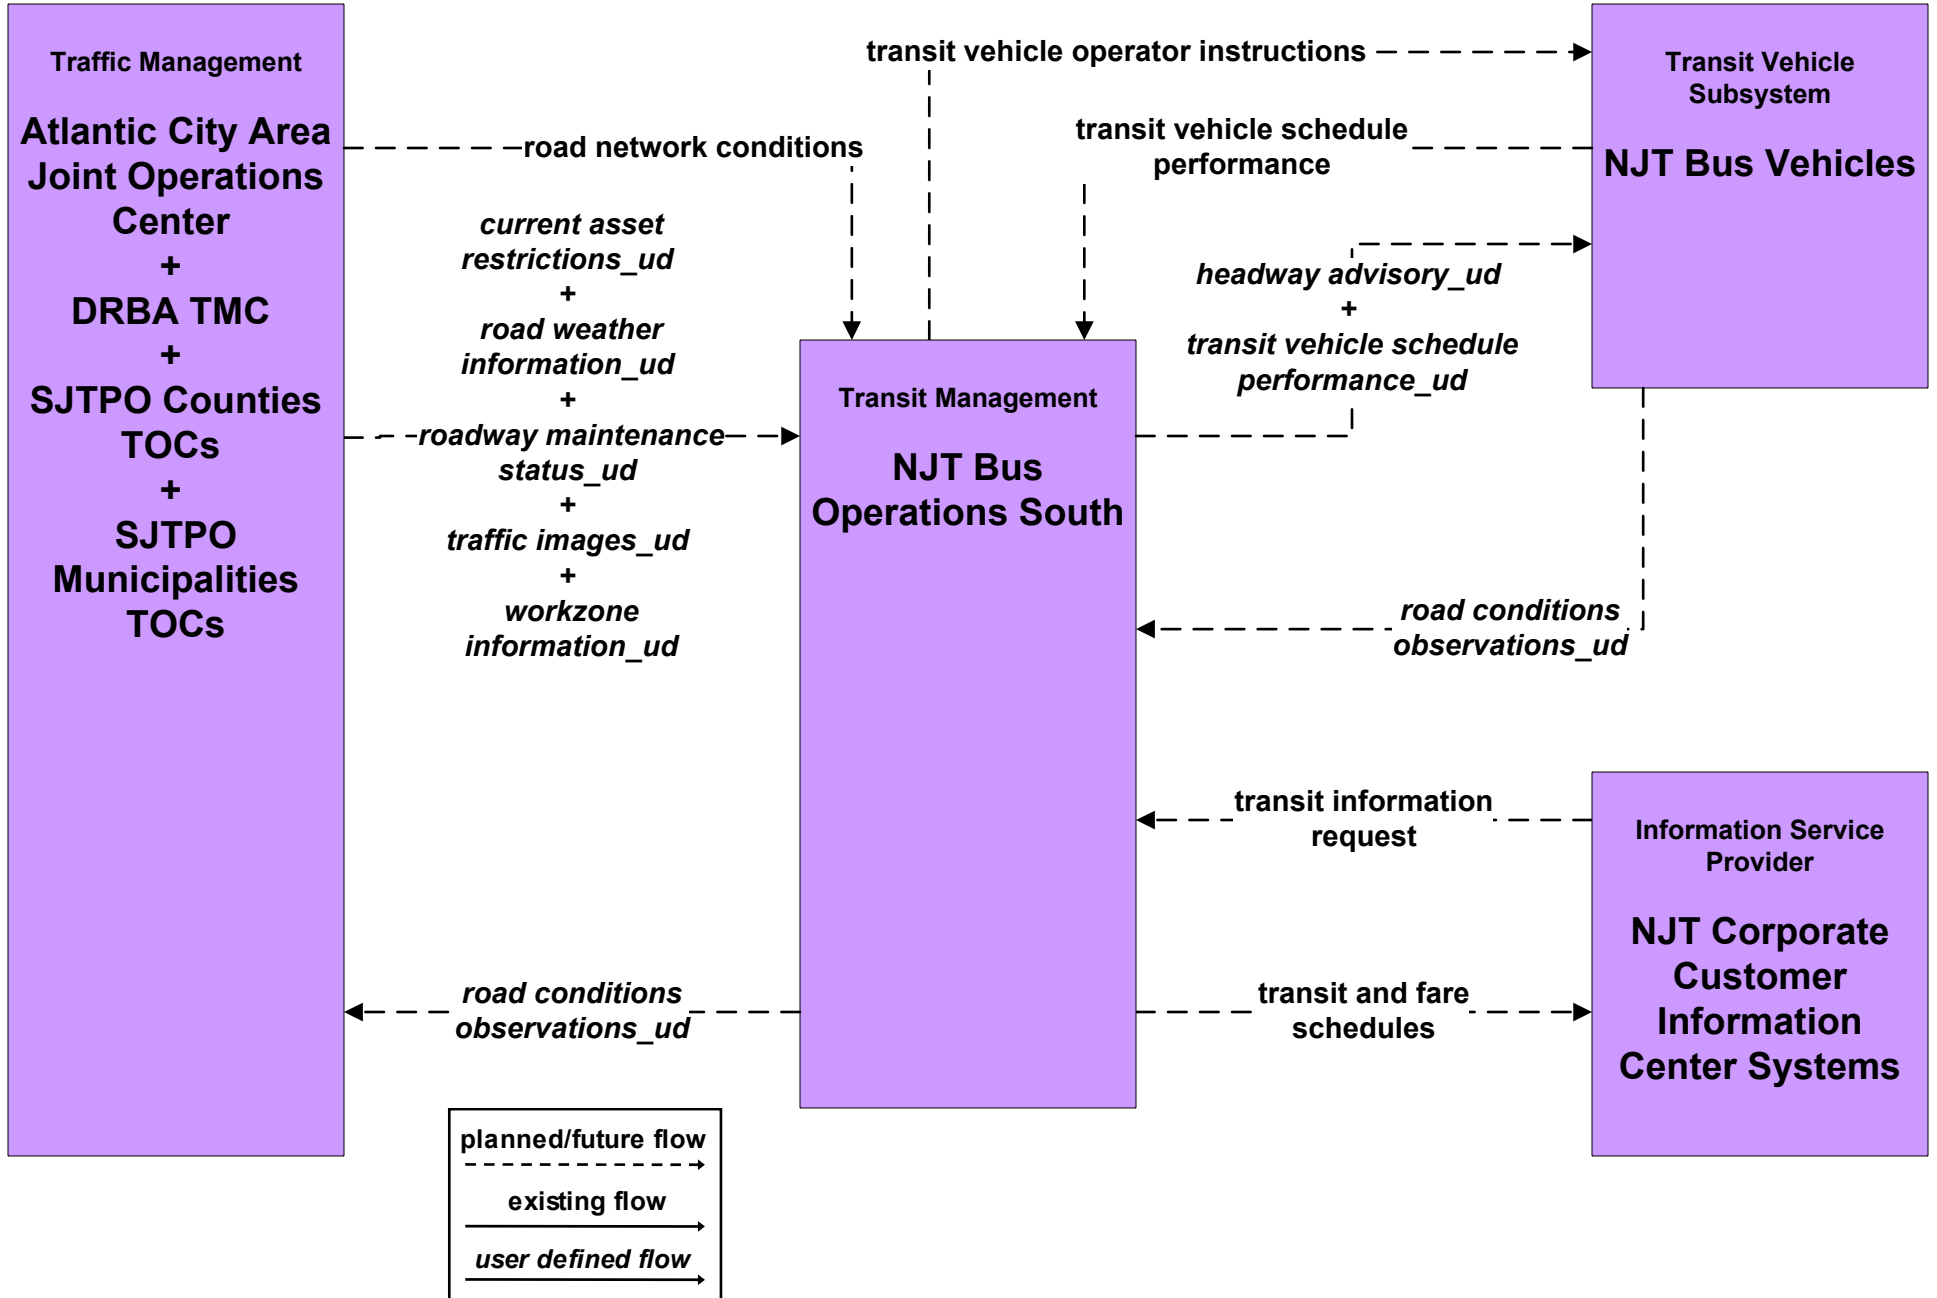 Traffic Management
Atlantic City Area
Joint Operations
Center
+
DRBA TMC
+
SJTPO Counties
TOCs
+
SJTPO
Municipalities
TOCs
road network conditions
current asset
restrictions_ud
+
road weather
information_ud
+
roadway maintenance
status_ud
+
traffic images_ud
+
workzone
information_ud
road conditions
observations_ud
transit vehicle operator instructions
transit vehicle schedule
performance
headway advisory_ud
+
transit vehicle schedule
performance_ud
Transit Management
NJT Bus
Operations South
Transit Vehicle
Subsystem
NJT Bus Vehicles
road conditions
observations_ud
transit information
request
transit and fare
schedules
Information Service
Provider
NJT Corporate
Customer
Information
Center Systems
planned/future flow
existing flow
user defined flow